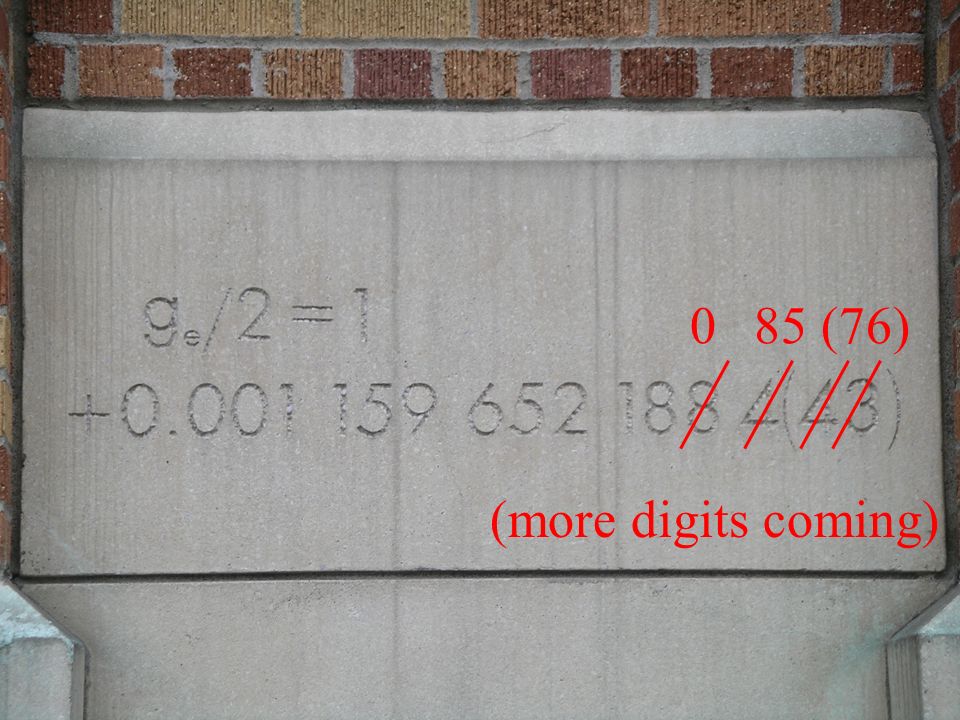 gₑ/2 = 1
0 85 (76)
+0.001 159 652 188 4(43)
(more digits coming)